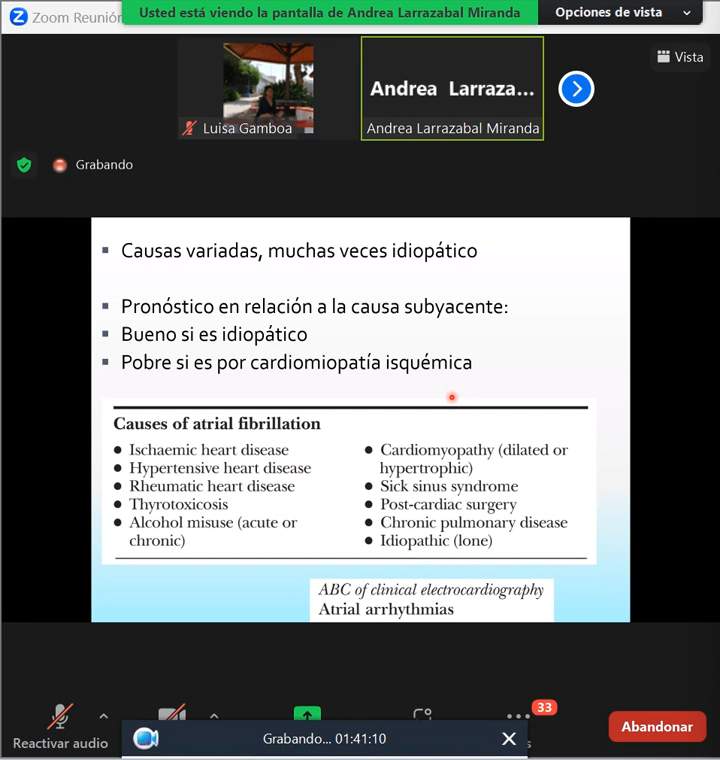 Zoom Reunión
Usted está viendo la pantalla de Andrea Larrazabal Miranda
Opciones de vista
Vista
Andrea Larraza...
Luisa Gamboa
Andrea Larrazabal Miranda
Grabando
Causas variadas, muchas veces idiopático
Pronóstico en relación a la causa subyacente:
Bueno si es idiopático
Pobre si es por cardiomiopatía isquémica
Causes of atrial fibrillation
Ischaemic heart disease
Hypertensive heart disease
Rheumatic heart disease
Thyrotoxicosis
Alcohol misuse (acute or
chronic)
Cardiomyopathy (dilated or
hypertrophic)
Sick sinus syndrome
Post-cardiac surgery
Chronic pulmonary disease
Idiopathic (lone)
ABC of clinical electrocardiography
Atrial arrhythmias
33
Abandonar
Reactivar audio
Grabando... 01:41:10